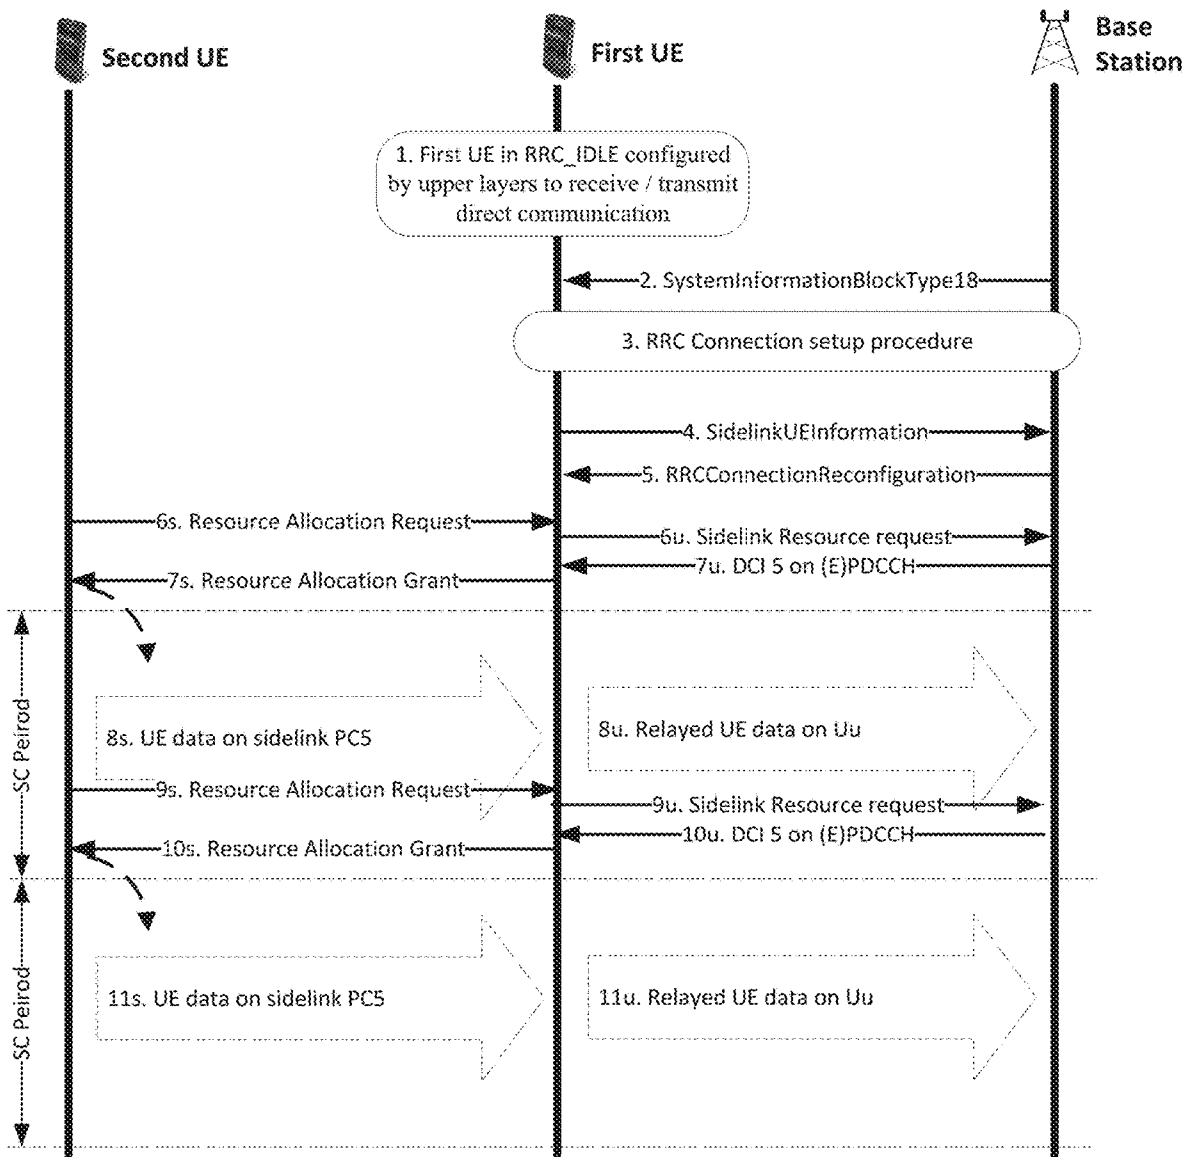 Second UE
First UE
Base
Station
1. First UE in RRC_IDLE configured
by upper layers to receive / transmit
direct communication
2. SystemInformationBlockType18
3. RRC Connection setup procedure
4. SidelinkUEInformation
5. RRCConnectionReconfiguration
6s. Resource Allocation Request
6u. Sidelink Resource request
7u. DCI 5 on (E)PDCCH
7s. Resource Allocation Grant
SC Peirod
8s. UE data on sidelink PC5
8u. Relayed UE data on Uu
9s. Resource Allocation Request
9u. Sidelink Resource request
10u. DCI 5 on (E)PDCCH
10s. Resource Allocation Grant
SC Peirod
11s. UE data on sidelink PC5
11u. Relayed UE data on Uu